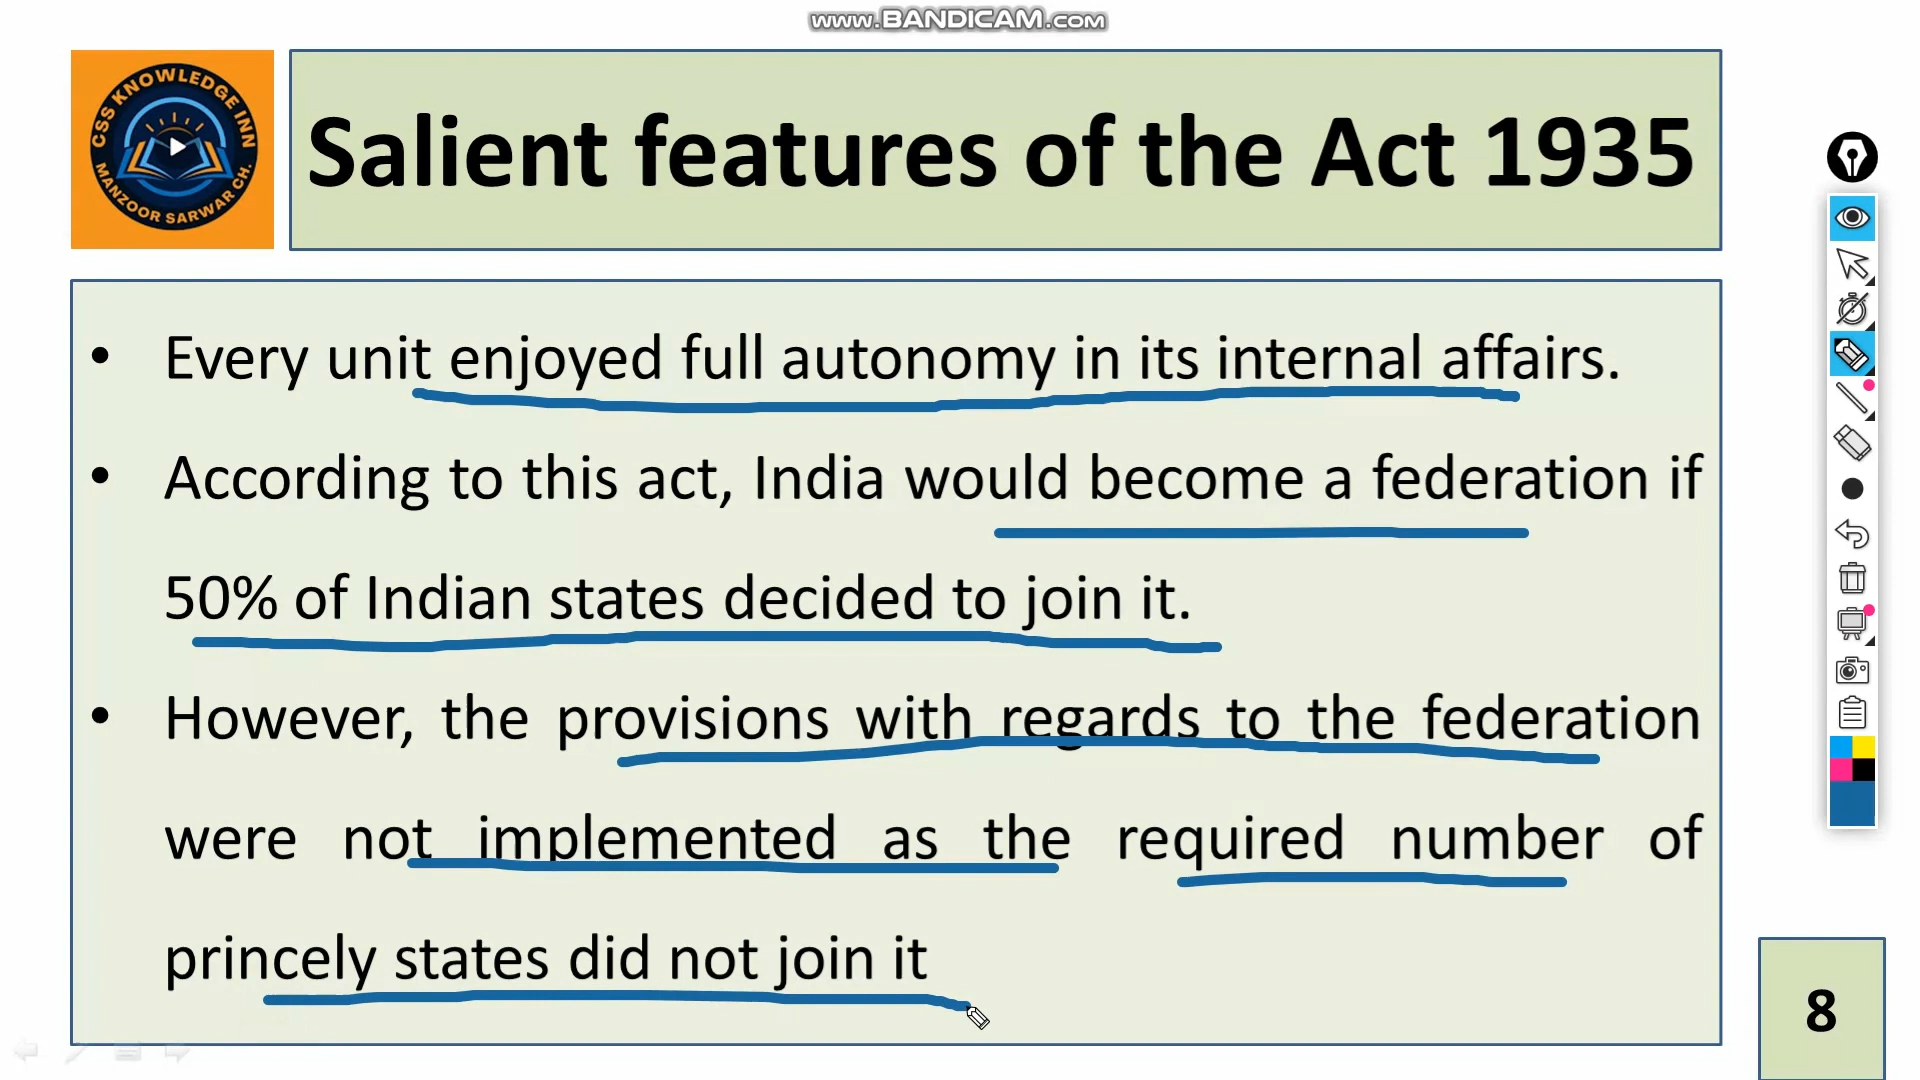 www.BANDICAM.com
CSS KNOWLEDGE INN
MANZOOR SARWAR CH.
Salient features of the Act 1935
• Every unit enjoyed full autonomy in its internal affairs.
• According to this act, India would become a federation if
50% of Indian states decided to join it.
• However, the provisions with regards to the federation
were not implemented as the required number of
princely states did not join it
8